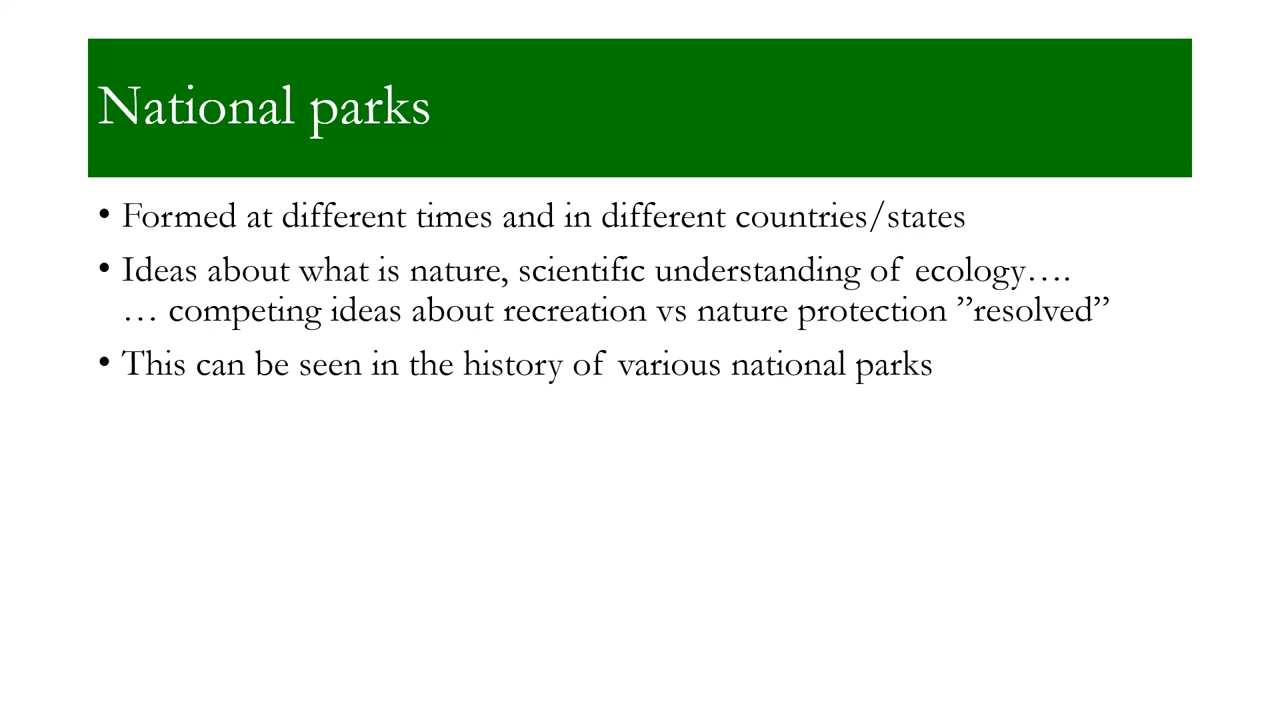 National parks
• Formed at different times and in different countries/states
• Ideas about what is nature, scientific understanding of ecology….
… competing ideas about recreation vs nature protection ”resolved”
• This can be seen in the history of various national parks